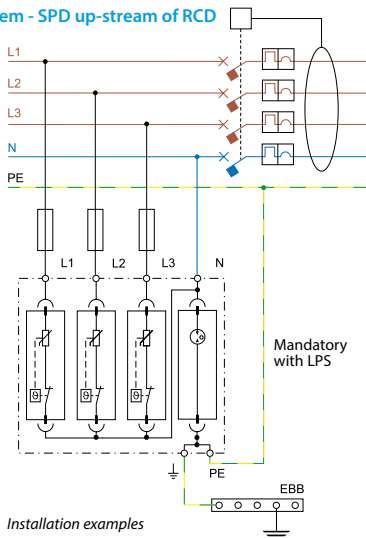 em - SPD up-stream of RCD
L1
L2
L3
N
PE
L1 L2 L3 N
ϑ ϑ ϑ
Mandatory
with LPS
PE
EBB
Installation examples